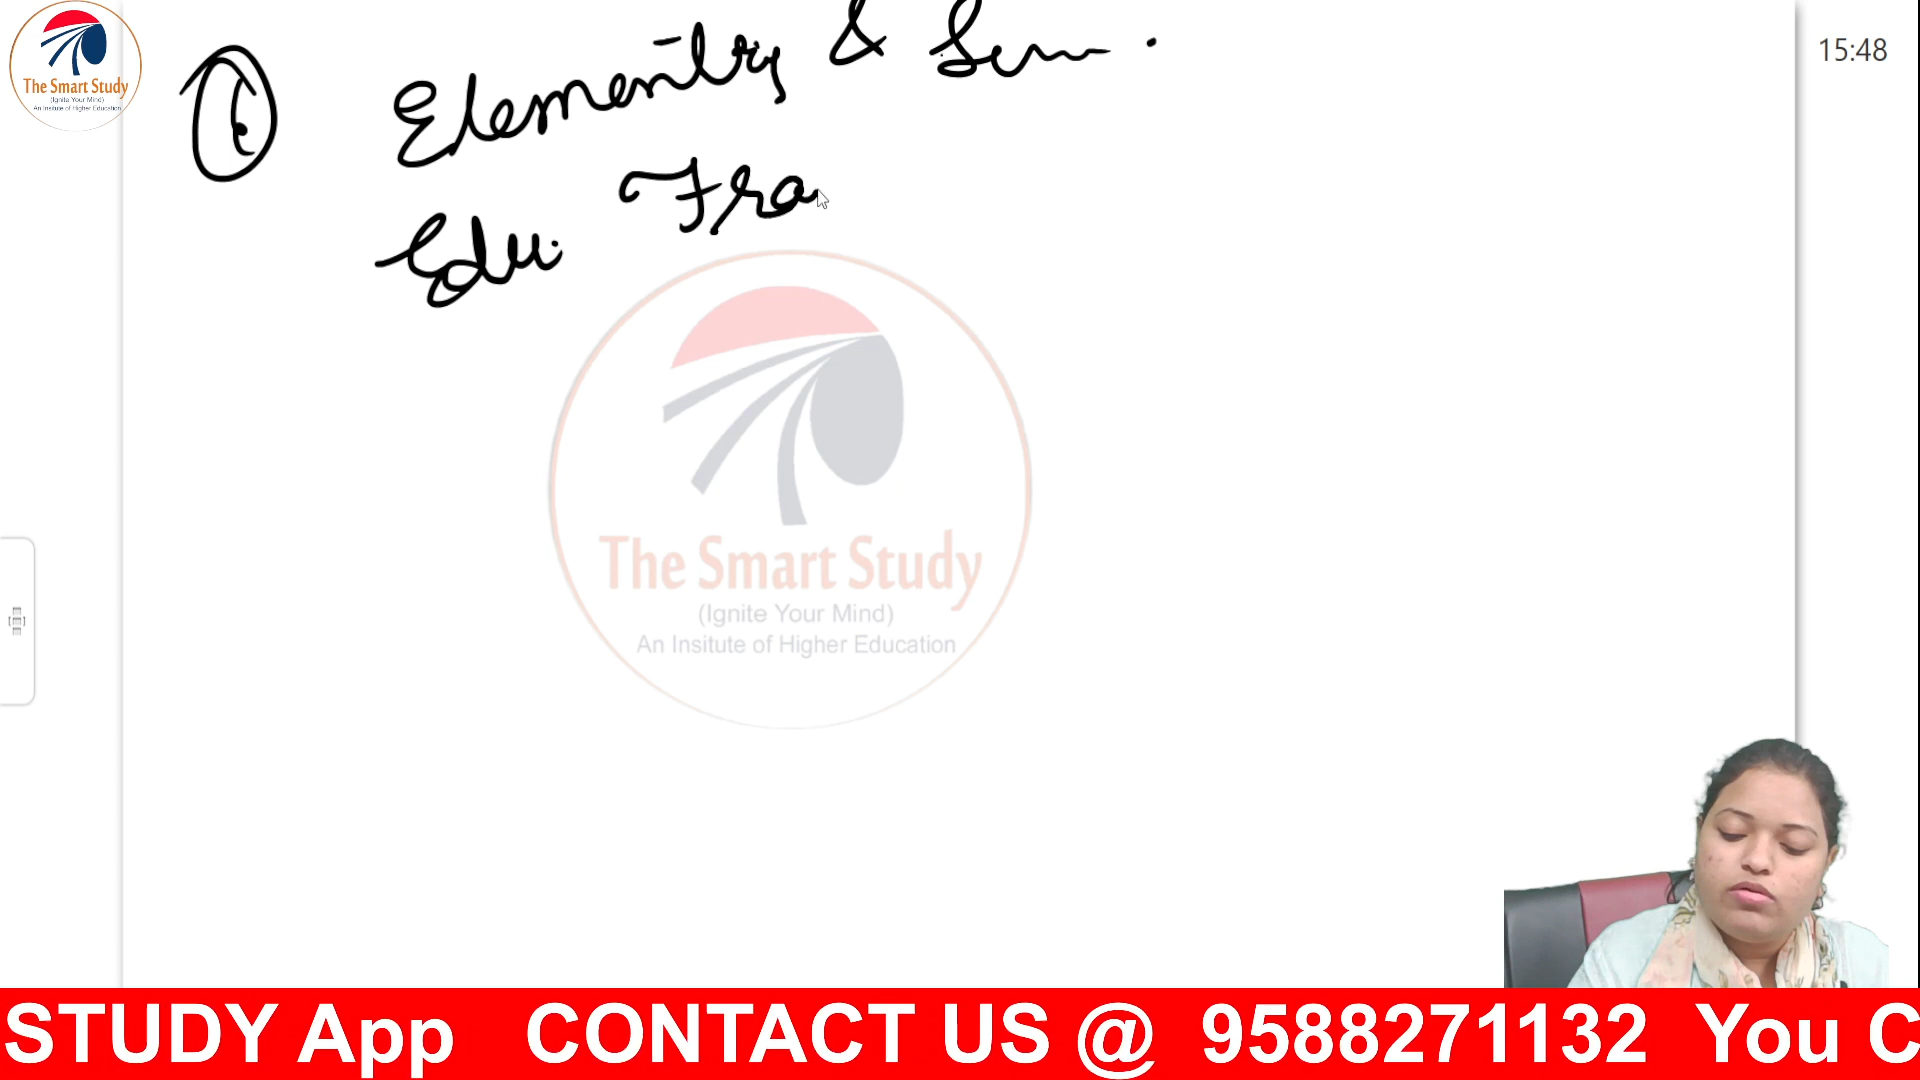 The Smart Study
(Ignite Your Mind)
An Insitute of Higher Education
15:48
Elementry & Sen .
Edu. Fra
The Smart Study
(Ignite Your Mind)
An Insitute of Higher Education
STUDY App CONTACT US @ 9588271132 You C